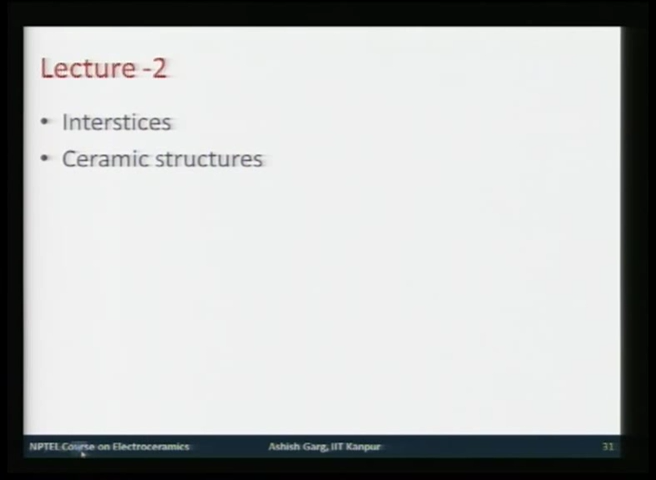 Lecture -2
• Interstices
• Ceramic structures
NPTEL Course on Electroceramics Ashish Garg, IIT Kanpur 31